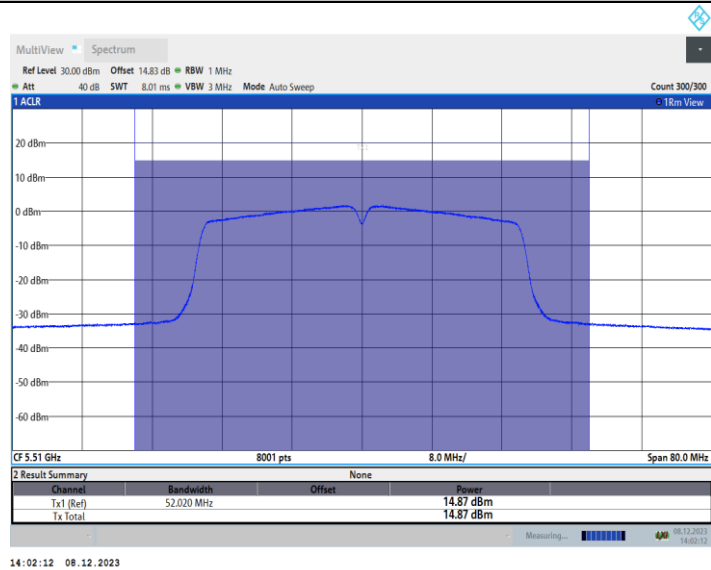 R S
MultiView Spectrum
Ref Level 30.00 dBm Offset 14.83 dB RBW 1 MHz
Att 40 dB SWT 8.01 ms VBW 3 MHz Mode Auto Sweep Count 300/300
1 ACLR 1Rm View
20 dBm
10 dBm
0 dBm
-10 dBm
-20 dBm
-30 dBm
-40 dBm
-50 dBm
-60 dBm
CF 5.51 GHz 8001 pts 8.0 MHz/ Span 80.0 MHz
2 Result Summary None
Channel Bandwidth Offset Power
Tx1 (Ref) 52.020 MHz 14.87 dBm
Tx Total 14.87 dBm
Measuring... 08.12.2023
14:02:12
14:02:12 08.12.2023